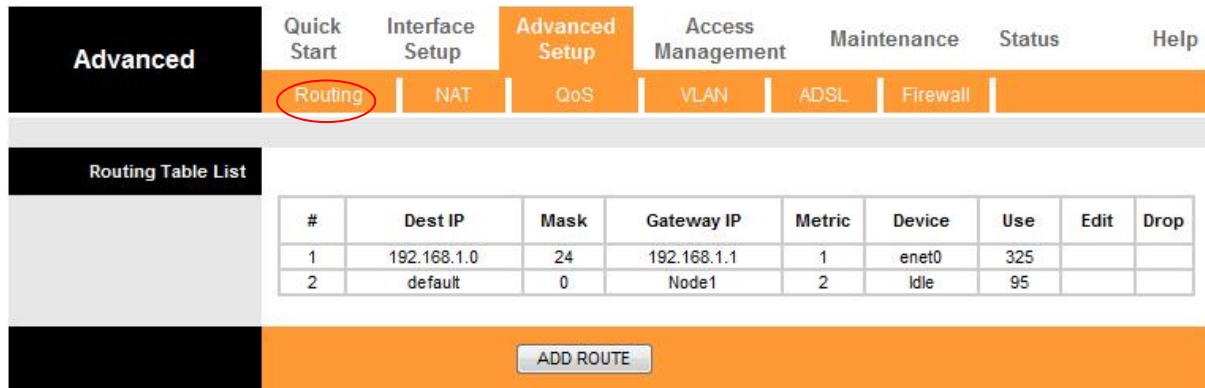 Advanced
Quick Start
Interface Setup
Advanced Setup
Access Management
Maintenance
Status
Help
Routing
NAT
QoS
VLAN
ADSL
Firewall
Routing Table List
# Dest IP Mask Gateway IP Metric Device Use Edit Drop
1 192.168.1.0 24 192.168.1.1 1 enet0 325
2 default 0 Node1 2 Idle 95
ADD ROUTE